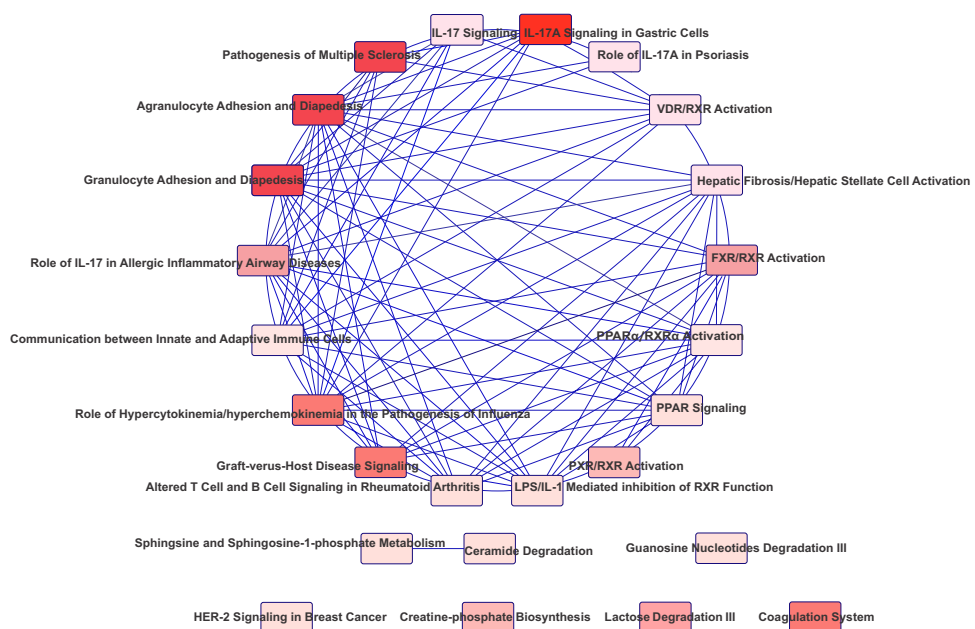 IL-17 Signaling
IL-17A Signaling in Gastric Cells
Pathogenesis of Multiple Sclerosis
Role of IL-17A in Psoriasis
Agranulocyte Adhesion and Diapedesis
VDR/RXR Activation
Granulocyte Adhesion and Diapedesis
Hepatic Fibrosis/Hepatic Stellate Cell Activation
Role of IL-17 in Allergic Inflammatory Airway Diseases
FXR/RXR Activation
Communication between Innate and Adaptive Immune Cells
PPARα/RXRα Activation
Role of Hypercytokinemia/hyperchemokinemia in the Pathogenesis of Influenza
PPAR Signaling
Graft-verus-Host Disease Signaling
PXR/RXR Activation
Altered T Cell and B Cell Signaling in Rheumatoid Arthritis
LPS/IL-1 Mediated inhibition of RXR Function
Sphingsine and Sphingosine-1-phosphate Metabolism
Ceramide Degradation
Guanosine Nucleotides Degradation III
HER-2 Signaling in Breast Cancer
Creatine-phosphate Biosynthesis
Lactose Degradation III
Coagulation System